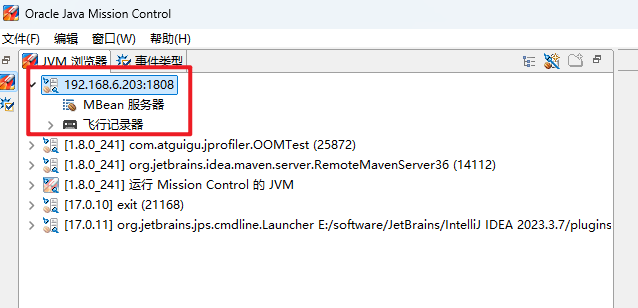 Oracle Java Mission Control
文件(F) 编辑 窗口(W) 帮助(H)
JVM 浏览器 事件类型
192.168.6.203:1808
MBean 服务器
飞行记录器
[1.8.0_241] com.atguigu.jprofiler.OOMTest (25872)
[1.8.0_241] org.jetbrains.idea.maven.server.RemoteMavenServer36 (14112)
[1.8.0_241] 运行 Mission Control 的 JVM
[17.0.10] exit (21168)
[17.0.11] org.jetbrains.jps.cmdline.Launcher E:/software/JetBrains/IntelliJ IDEA 2023.3.7/plugins